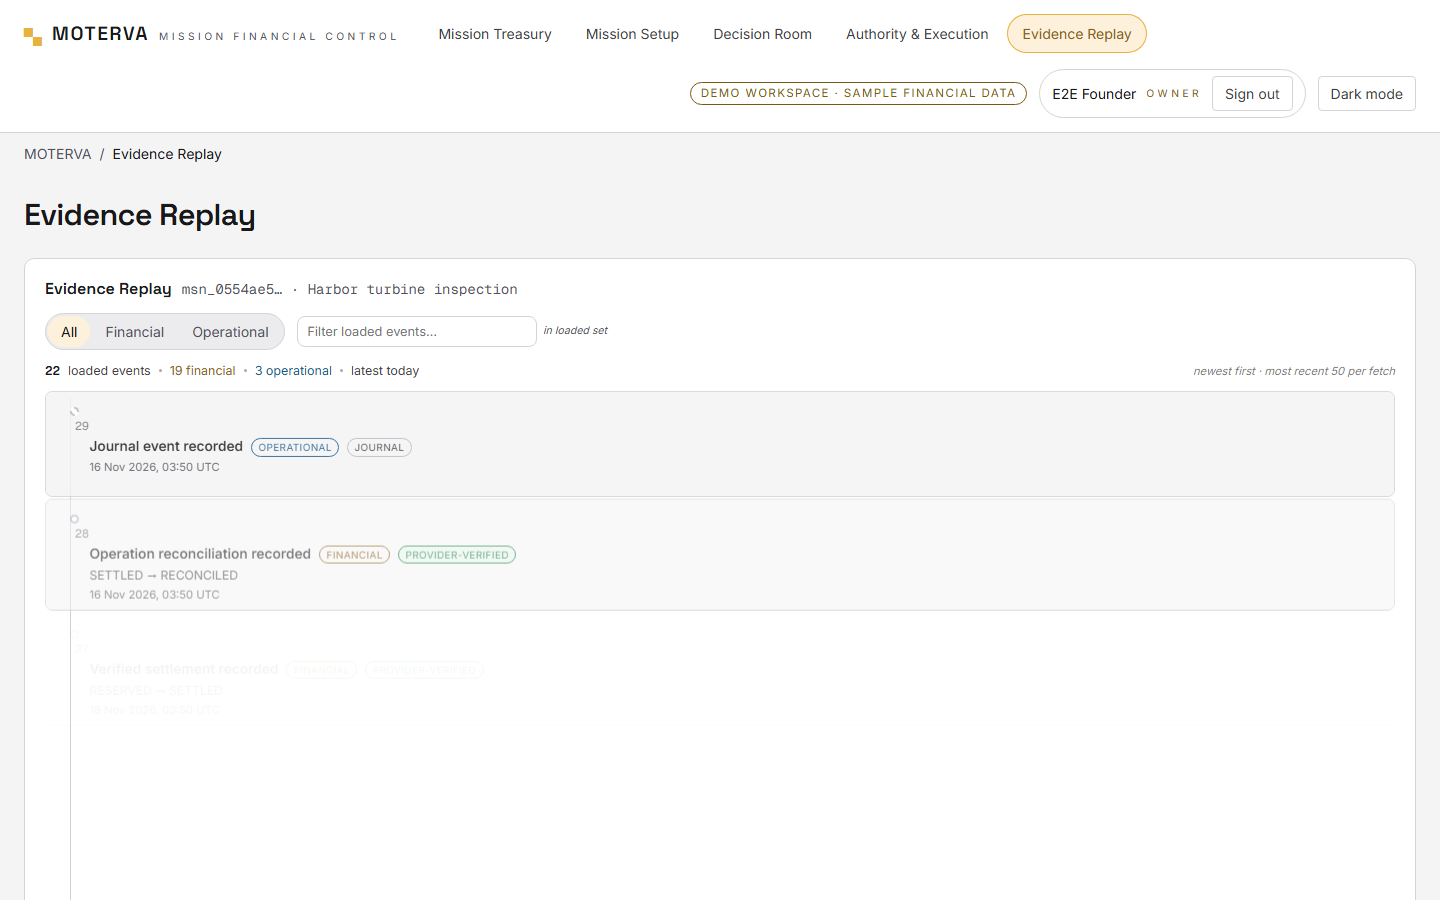 MOTERVA MISSION FINANCIAL CONTROL Mission Treasury Mission Setup Decision Room Authority & Execution Evidence Replay
DEMO WORKSPACE · SAMPLE FINANCIAL DATA E2E Founder OWNER Sign out Dark mode
MOTERVA / Evidence Replay
Evidence Replay
Evidence Replay msn_0554ae5… · Harbor turbine inspection
All Financial Operational Filter loaded events... in loaded set
22 loaded events • 19 financial • 3 operational • latest today newest first · most recent 50 per fetch
29
Journal event recorded OPERATIONAL JOURNAL
16 Nov 2026, 03:50 UTC
28
Operation reconciliation recorded FINANCIAL PROVIDER-VERIFIED
SETTLED → RECONCILED
16 Nov 2026, 03:50 UTC
27
Verified settlement recorded FINANCIAL PROVIDER-VERIFIED
RESERVED → SETTLED
16 Nov 2026, 03:50 UTC